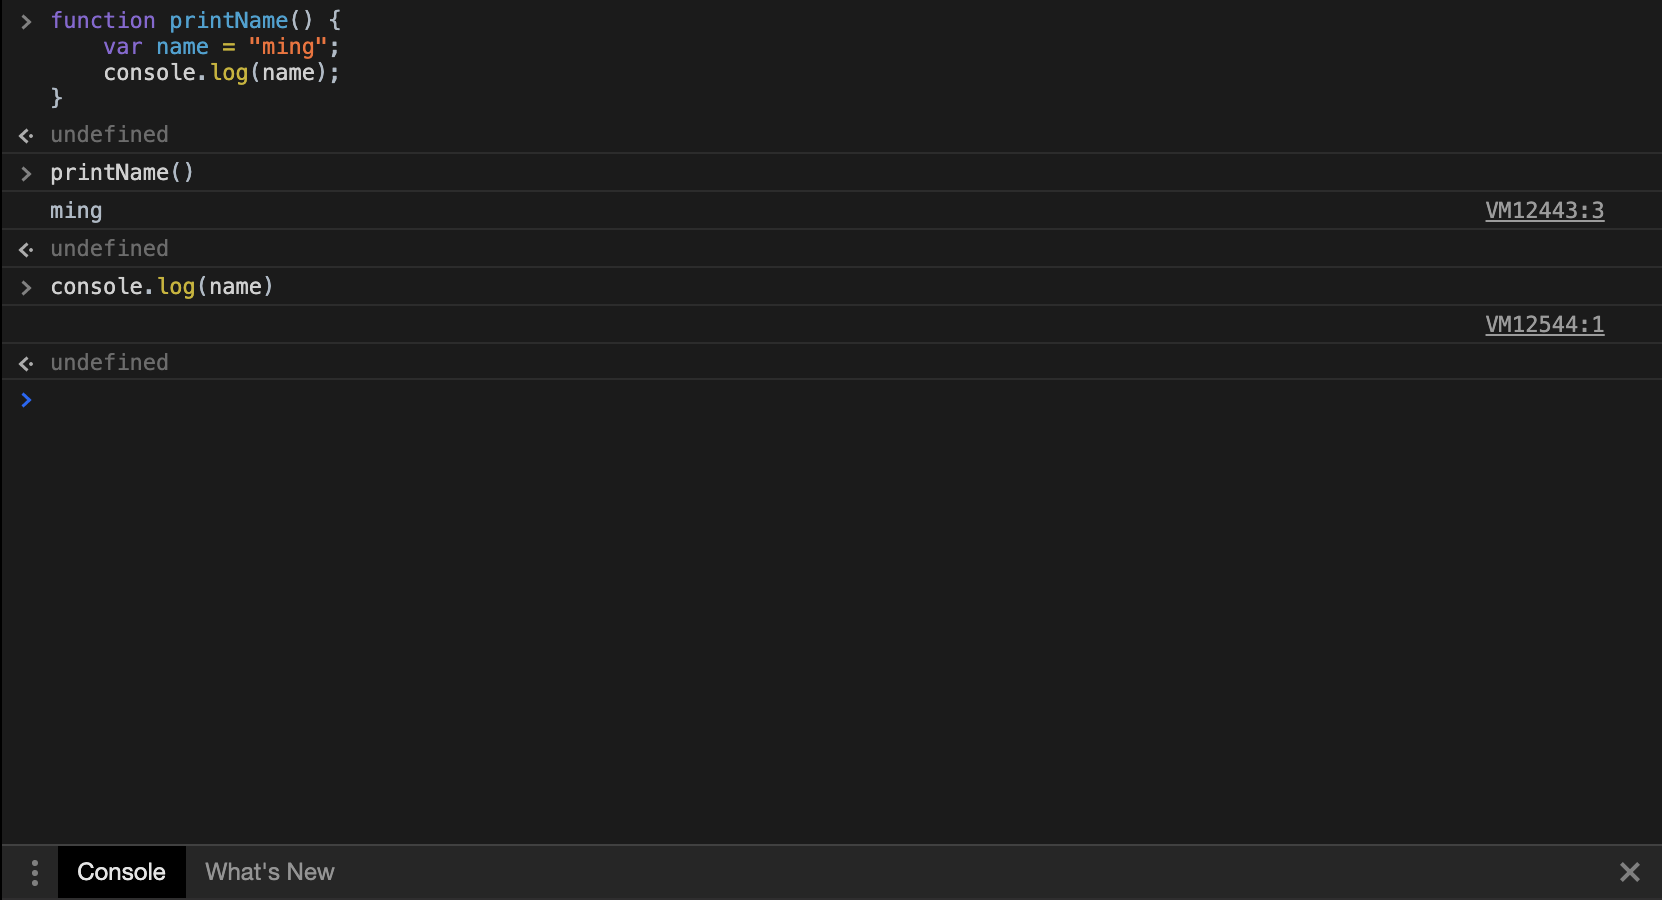 function printName() {
var name = "ming";
console.log(name);
}
undefined
printName()
ming VM12443:3
undefined
console.log(name)
VM12544:1
undefined
Console What's New